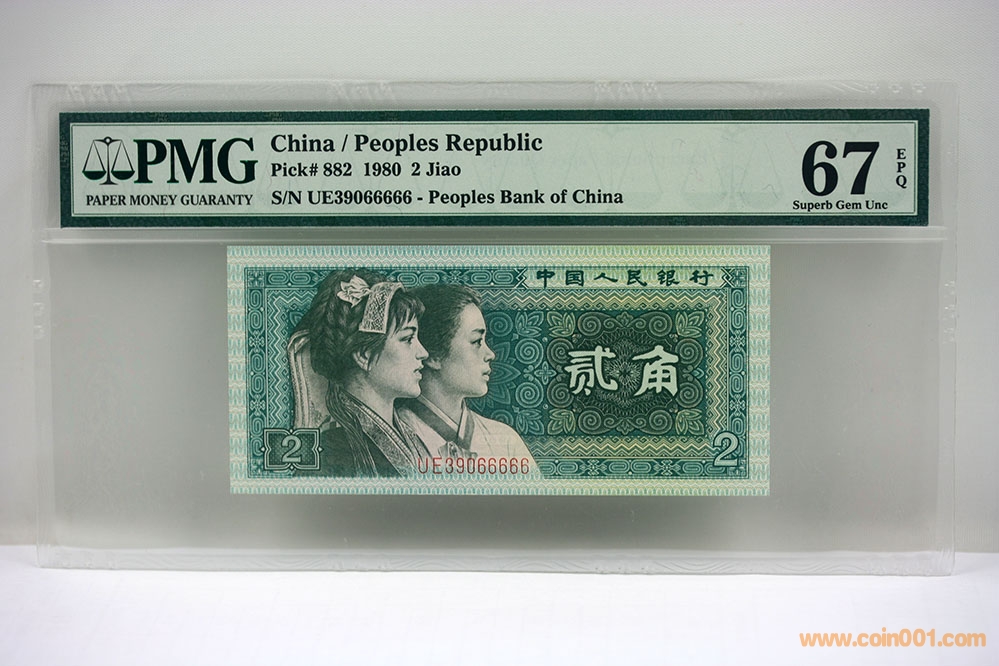 PMG
PAPER MONEY GUARANTY
China / Peoples Republic
Pick# 882 1980 2 Jiao
S/N UE39066666 - Peoples Bank of China
67
EPQ
Superb Gem Unc
中国人民银行
贰角
2
2
UE39066666
www.coin001.com